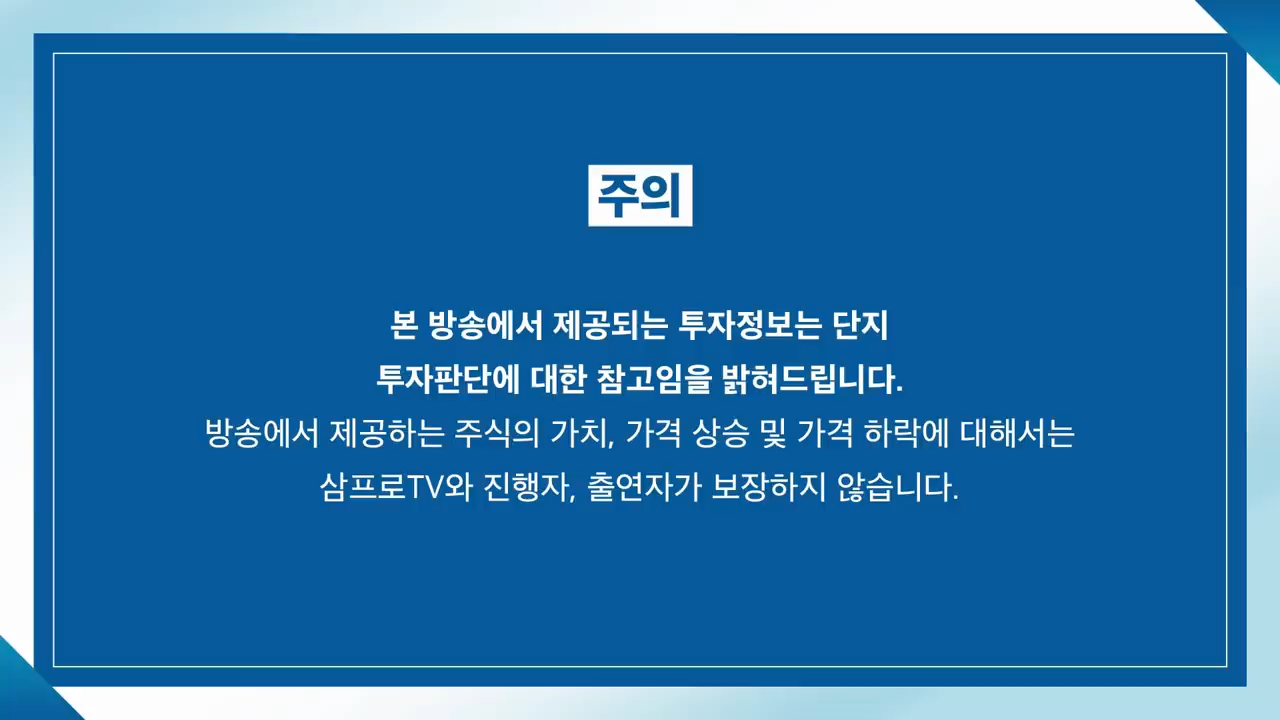 주의
본 방송에서 제공되는 투자정보는 단지
투자판단에 대한 참고임을 밝혀드립니다.
방송에서 제공하는 주식의 가치, 가격 상승 및 가격 하락에 대해서는
삼프로TV와 진행자, 출연자가 보장하지 않습니다.